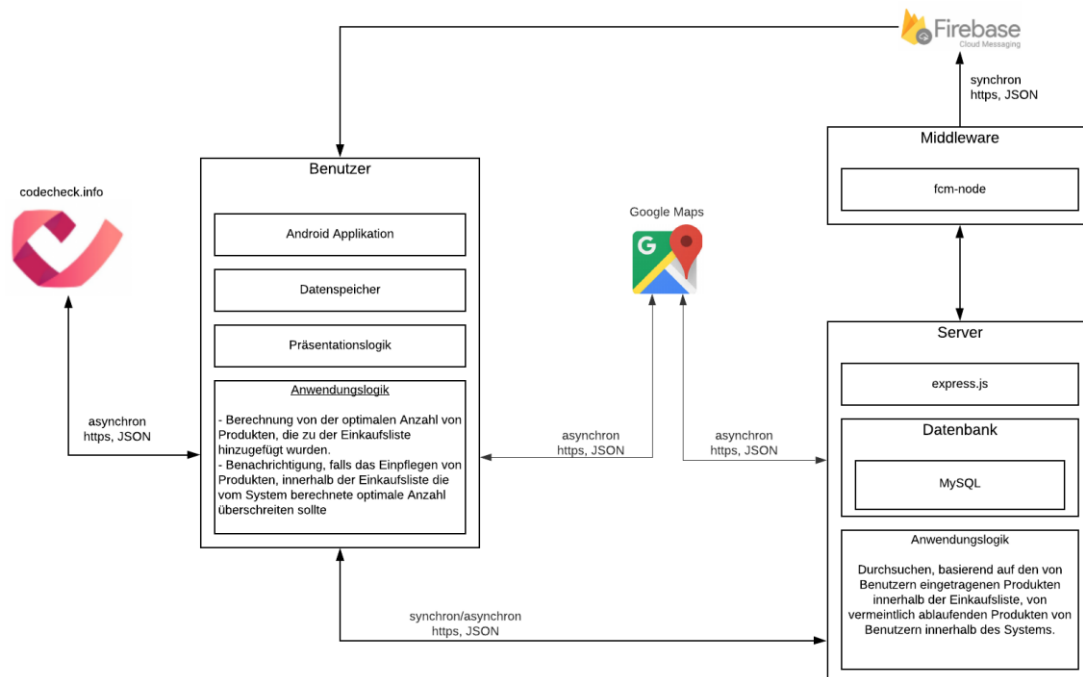 Firebase
Cloud Messaging
synchron
https, JSON
Middleware
fcm-node
Benutzer
Android Applikation
Datenspeicher
Präsentationslogik
Anwendungslogik
- Berechnung von der optimalen Anzahl von
Produkten, die zu der Einkaufsliste
hinzugefügt wurden.
- Benachrichtigung, falls das Einpflegen von
Produkten, innerhalb der Einkaufsliste die
vom System berechnete optimale Anzahl
überschreiten sollte
codecheck.info
asynchron
https, JSON
Google Maps
G
asynchron
https, JSON
asynchron
https, JSON
Server
express.js
Datenbank
MySQL
Anwendungslogik
Durchsuchen, basierend auf den von
Benutzern eingetragenen Produkten
innerhalb der Einkaufsliste, von
vermeintlich ablaufenden Produkten von
Benutzern innerhalb des Systems.
synchron/asynchron
https, JSON